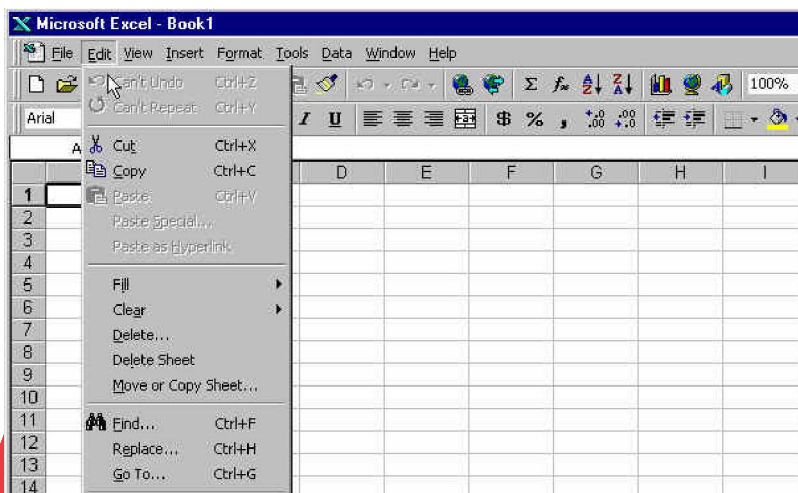 Microsoft Excel - Book1
File Edit View Insert Format Tools Data Window Help
100%
Arial I U $ % , .00 .00
A
Can't Undo Ctrl+Z
Can't Repeat Ctrl+Y
Cut Ctrl+X
Copy Ctrl+C
Paste Ctrl+V
Paste Special...
Paste as Hyperlink
Fill
Clear
Delete...
Delete Sheet
Move or Copy Sheet...
Find... Ctrl+F
Replace... Ctrl+H
Go To... Ctrl+G
D E F G H I
1
2
3
4
5
6
7
8
9
10
11
12
13
14